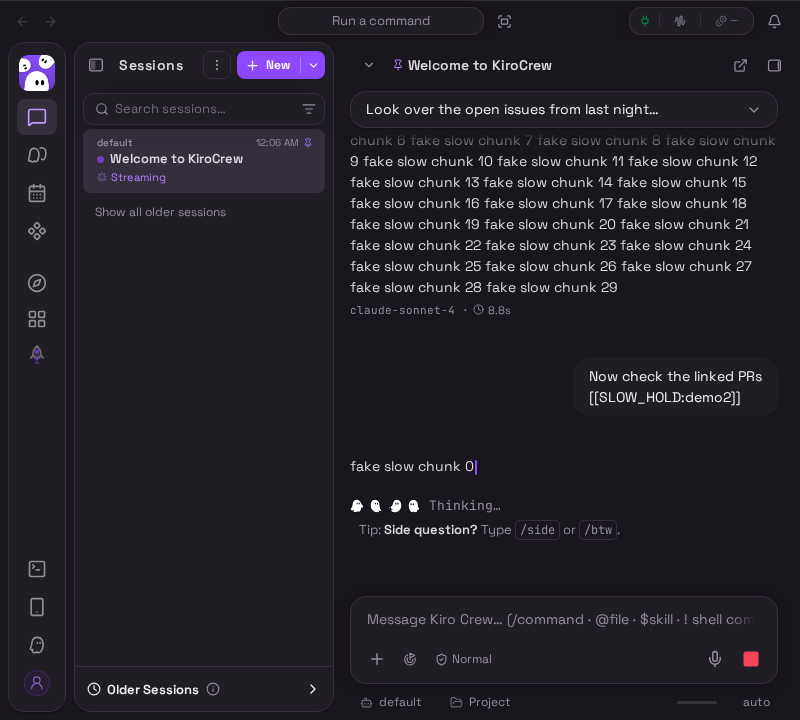 Run a command
Sessions
New
Welcome to KiroCrew
Search sessions...
Look over the open issues from last night...
default
12:06 AM
Welcome to KiroCrew
Streaming
Show all older sessions
chunk 6 fake slow chunk 7 fake slow chunk 8 fake slow chunk
9 fake slow chunk 10 fake slow chunk 11 fake slow chunk 12
fake slow chunk 13 fake slow chunk 14 fake slow chunk 15
fake slow chunk 16 fake slow chunk 17 fake slow chunk 18
fake slow chunk 19 fake slow chunk 20 fake slow chunk 21
fake slow chunk 22 fake slow chunk 23 fake slow chunk 24
fake slow chunk 25 fake slow chunk 26 fake slow chunk 27
fake slow chunk 28 fake slow chunk 29
claude-sonnet-4 · 8.8s
Now check the linked PRs
[[SLOW_HOLD:demo2]]
fake slow chunk 0
Thinking…
Tip: Side question? Type /side or /btw.
Message Kiro Crew... (/command · @file · $skill · ! shell com
Normal
Older Sessions
default
Project
auto